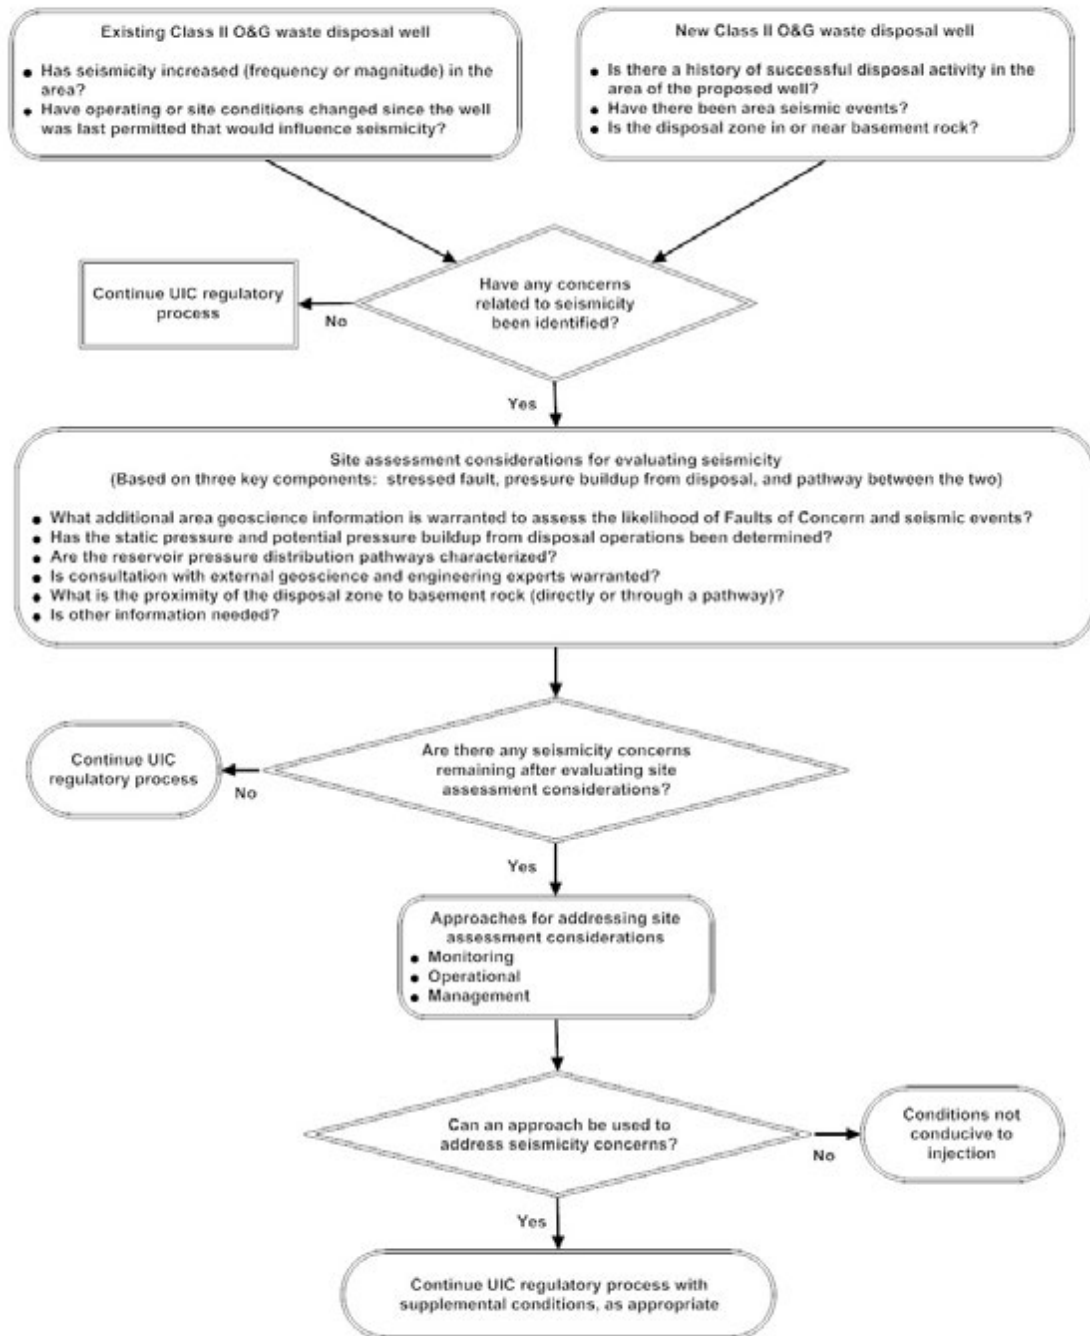 Existing Class II O&G waste disposal well
● Has seismicity increased (frequency or magnitude) in the
area?
● Have operating or site conditions changed since the well
was last permitted that would influence seismicity?
New Class II O&G waste disposal well
● Is there a history of successful disposal activity in the
area of the proposed well?
● Have there been area seismic events?
● Is the disposal zone in or near basement rock?
Have any concerns
related to seismicity
been identified?
No
Continue UIC regulatory
process
Yes
Site assessment considerations for evaluating seismicity
(Based on three key components: stressed fault, pressure buildup from disposal, and pathway between the two)
● What additional area geoscience information is warranted to assess the likelihood of Faults of Concern and seismic events?
● Has the static pressure and potential pressure buildup from disposal operations been determined?
● Are the reservoir pressure distribution pathways characterized?
● Is consultation with external geoscience and engineering experts warranted?
● What is the proximity of the disposal zone to basement rock (directly or through a pathway)?
● Is other information needed?
Are there any seismicity concerns
remaining after evaluating site
assessment considerations?
No
Continue UIC
regulatory process
Yes
Approaches for addressing site
assessment considerations
● Monitoring
● Operational
● Management
Can an approach be used to
address seismicity concerns?
No
Conditions not
conducive to
injection
Yes
Continue UIC regulatory process with
supplemental conditions, as appropriate